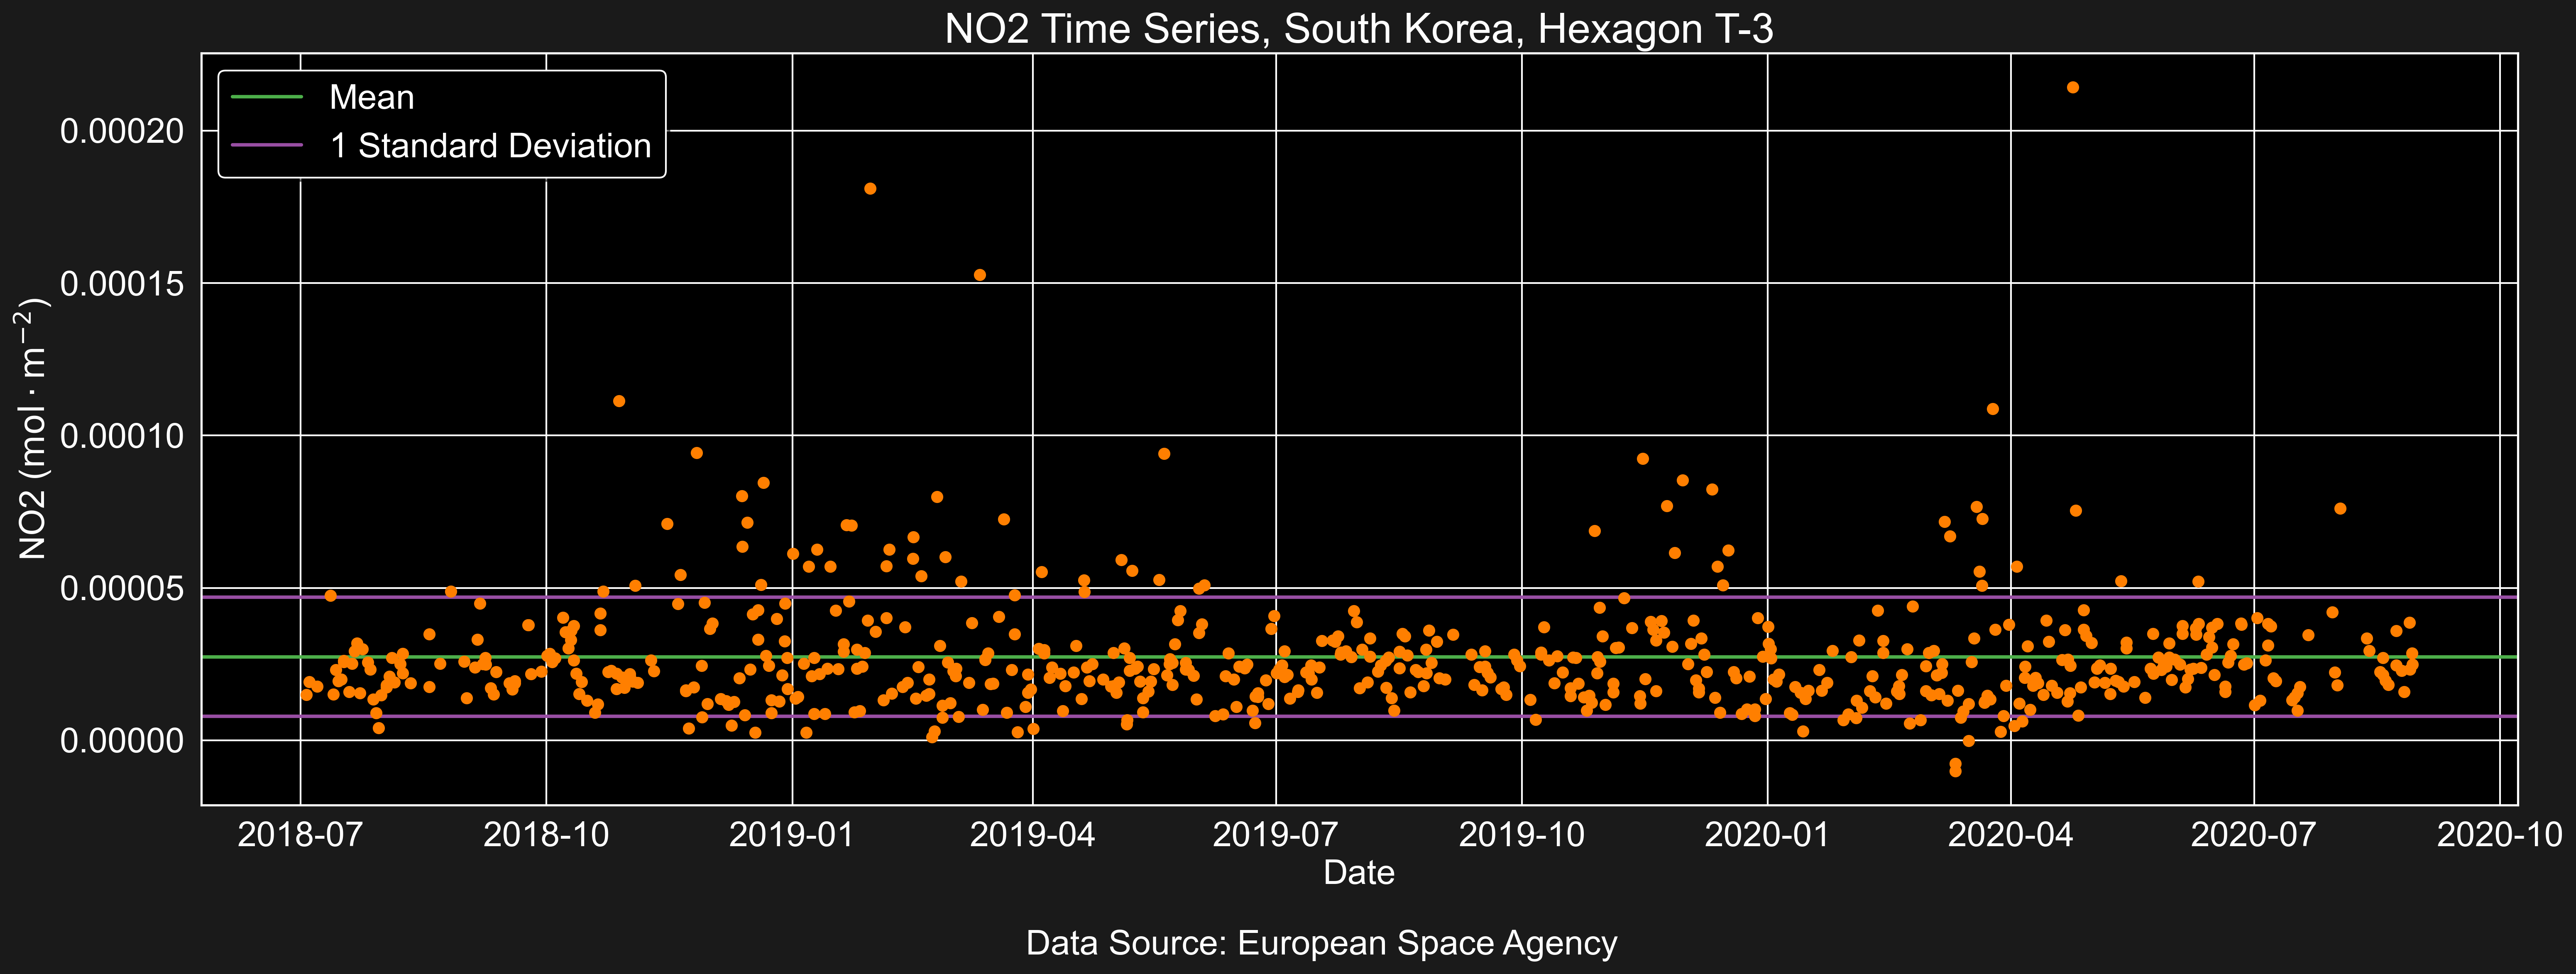 NO2 Time Series, South Korea, Hexagon T-3
Mean
1 Standard Deviation
NO2 (mol · m⁻²)
0.00020
0.00015
0.00010
0.00005
0.00000
2018-07 2018-10 2019-01 2019-04 2019-07 2019-10 2020-01 2020-04 2020-07 2020-10
Date
Data Source: European Space Agency